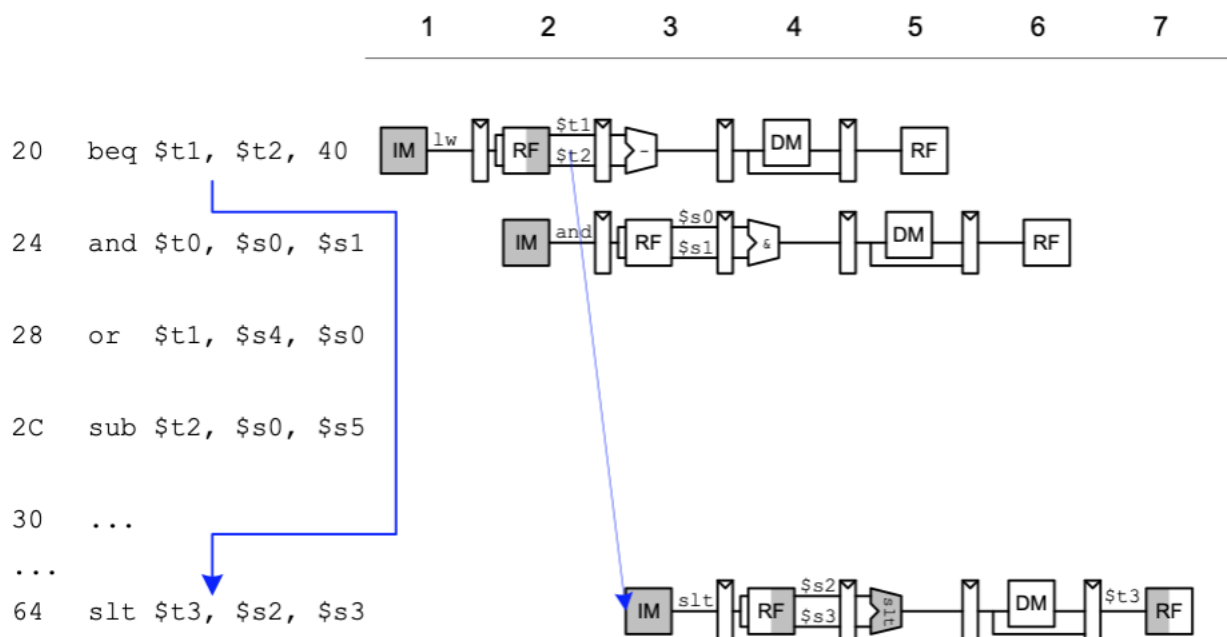 1 2 3 4 5 6 7
20 beq $t1, $t2, 40 IM lw RF $t1 $t2 - DM RF
24 and $t0, $s0, $s1 IM and RF $s0 $s1 & DM RF
28 or $t1, $s4, $s0
2C sub $t2, $s0, $s5
30 ...
...
64 slt $t3, $s2, $s3 IM slt RF $s2 $s3 slt DM $t3 RF